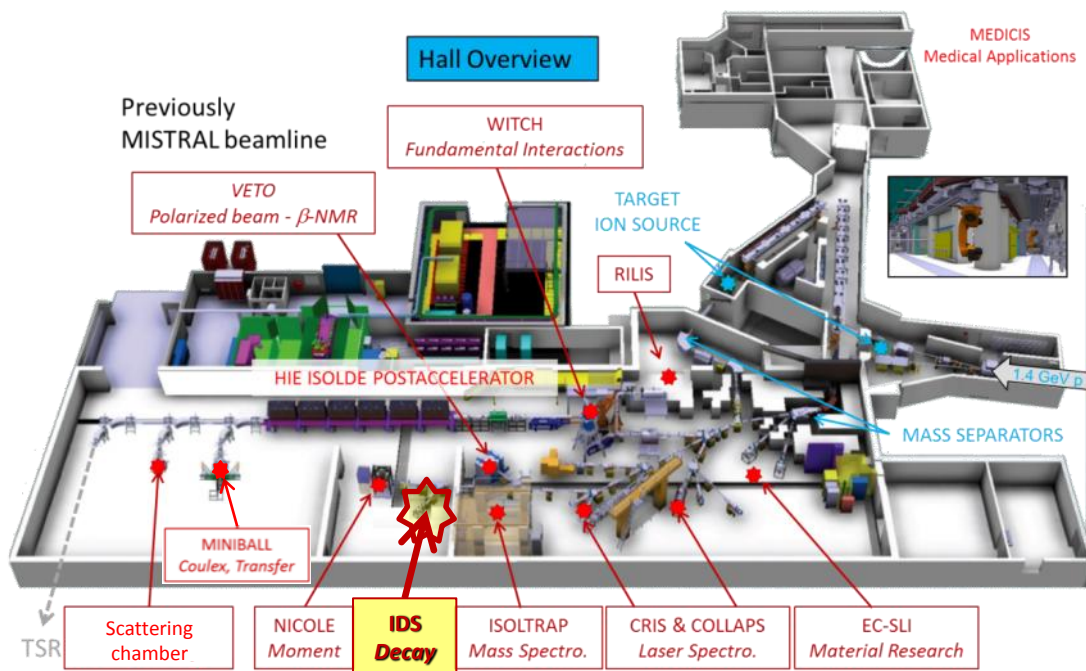 Hall Overview
MEDICIS
Medical Applications
Previously
MISTRAL beamline
WITCH
Fundamental Interactions
VETO
Polarized beam - β-NMR
TARGET
ION SOURCE
RILIS
HIE ISOLDE POSTACCELERATOR
1.4 GeV p
MASS SEPARATORS
MINIBALL
Coulex, Transfer
TSR
Scattering
chamber
NICOLE
Moment
IDS
Decay
ISOLTRAP
Mass Spectro.
CRIS & COLLAPS
Laser Spectro.
EC-SLI
Material Research